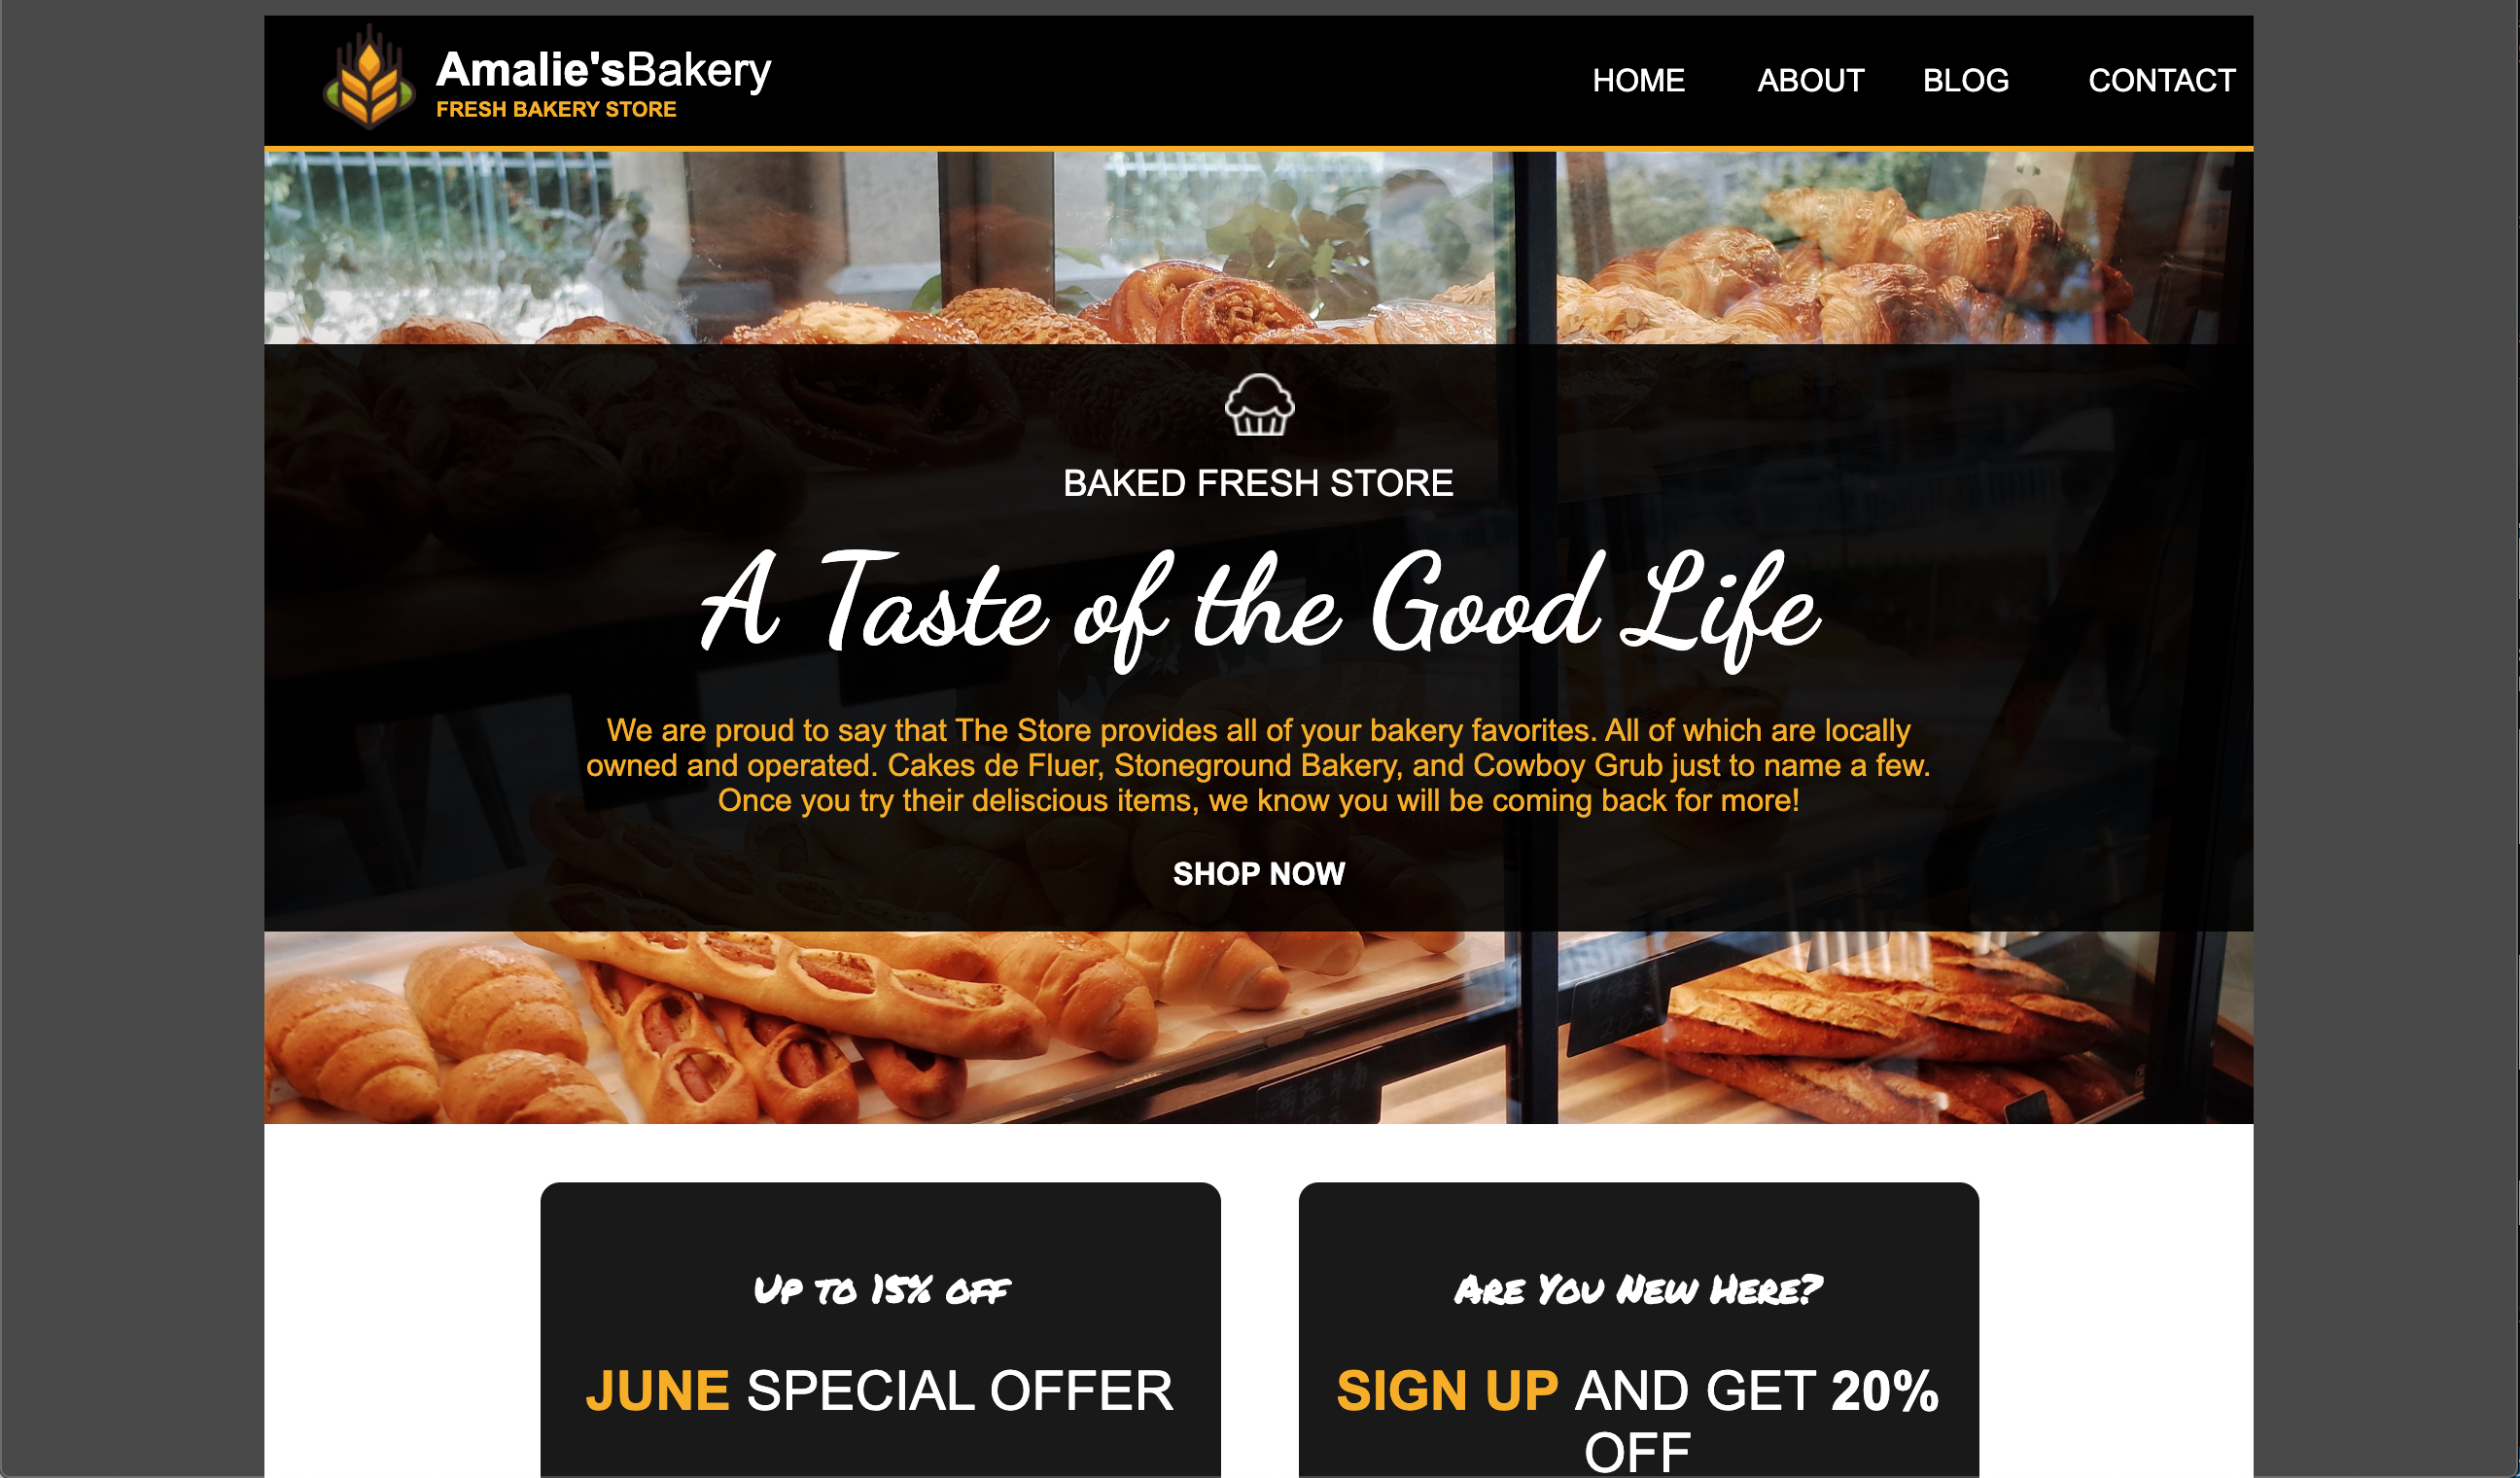 Amalie'sBakery
FRESH BAKERY STORE
HOME ABOUT BLOG CONTACT
BAKED FRESH STORE
A Taste of the Good Life
We are proud to say that The Store provides all of your bakery favorites. All of which are locally
owned and operated. Cakes de Fluer, Stoneground Bakery, and Cowboy Grub just to name a few.
Once you try their deliscious items, we know you will be coming back for more!
SHOP NOW
Up to 15% off
JUNE SPECIAL OFFER
Are You New Here?
SIGN UP AND GET 20%
OFF